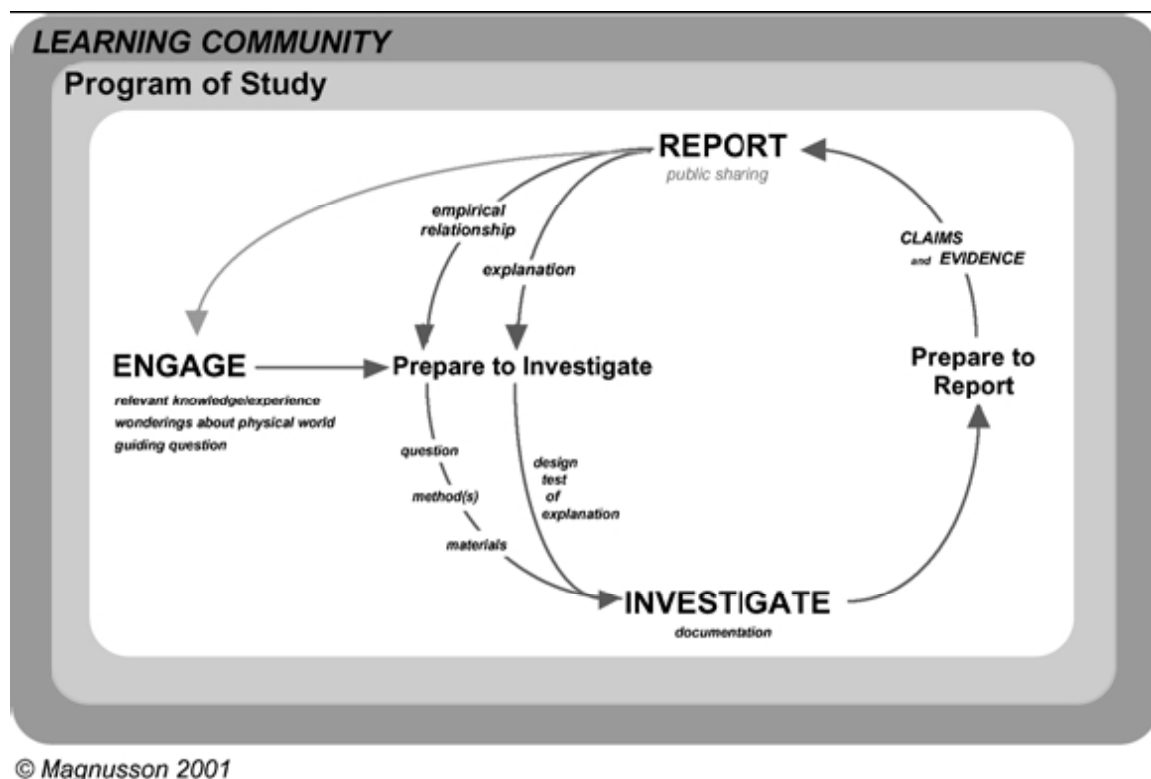 LEARNING COMMUNITY
Program of Study
REPORT
public sharing
empirical
relationship
explanation
CLAIMS
and EVIDENCE
ENGAGE
relevant knowledge/experience
wonderings about physical world
guiding question
Prepare to Investigate
Prepare to
Report
question
method(s)
materials
design
test
of
explanation
INVESTIGATE
documentation
© Magnusson 2001